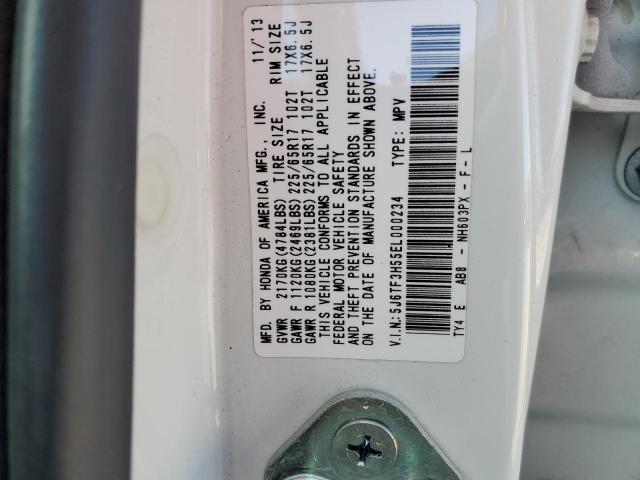 MFD. BY HONDA OF AMERICA MFG., INC. 11/'13
GVWR 2170KG(4784LBS) TIRE SIZE RIM SIZE
GAWR F 1120KG(2469LBS) 225/65R17 102T 17X6.5J
GAWR R 1080KG(2381LBS) 225/65R17 102T 17X6.5J
THIS VEHICLE CONFORMS TO ALL APPLICABLE
FEDERAL MOTOR VEHICLE SAFETY
AND THEFT PREVENTION STANDARDS IN EFFECT
ON THE DATE OF MANUFACTURE SHOWN ABOVE.
V.I.N.:5J6TF3H55EL000234 TYPE: MPV
TY4 E AB8 - NH603PX - F - L